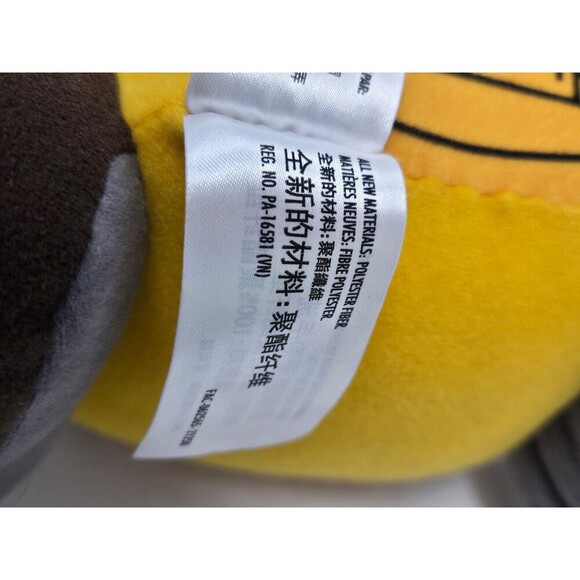 PAR:
ALL NEW MATERIALS: POLYESTER FIBER
全新的材料:聚酯纖維
MATIÈRES NEUVES: FIBRE POLYESTER
REG. NO. PA-16581 (VN)
全新的材料:聚酯纤维